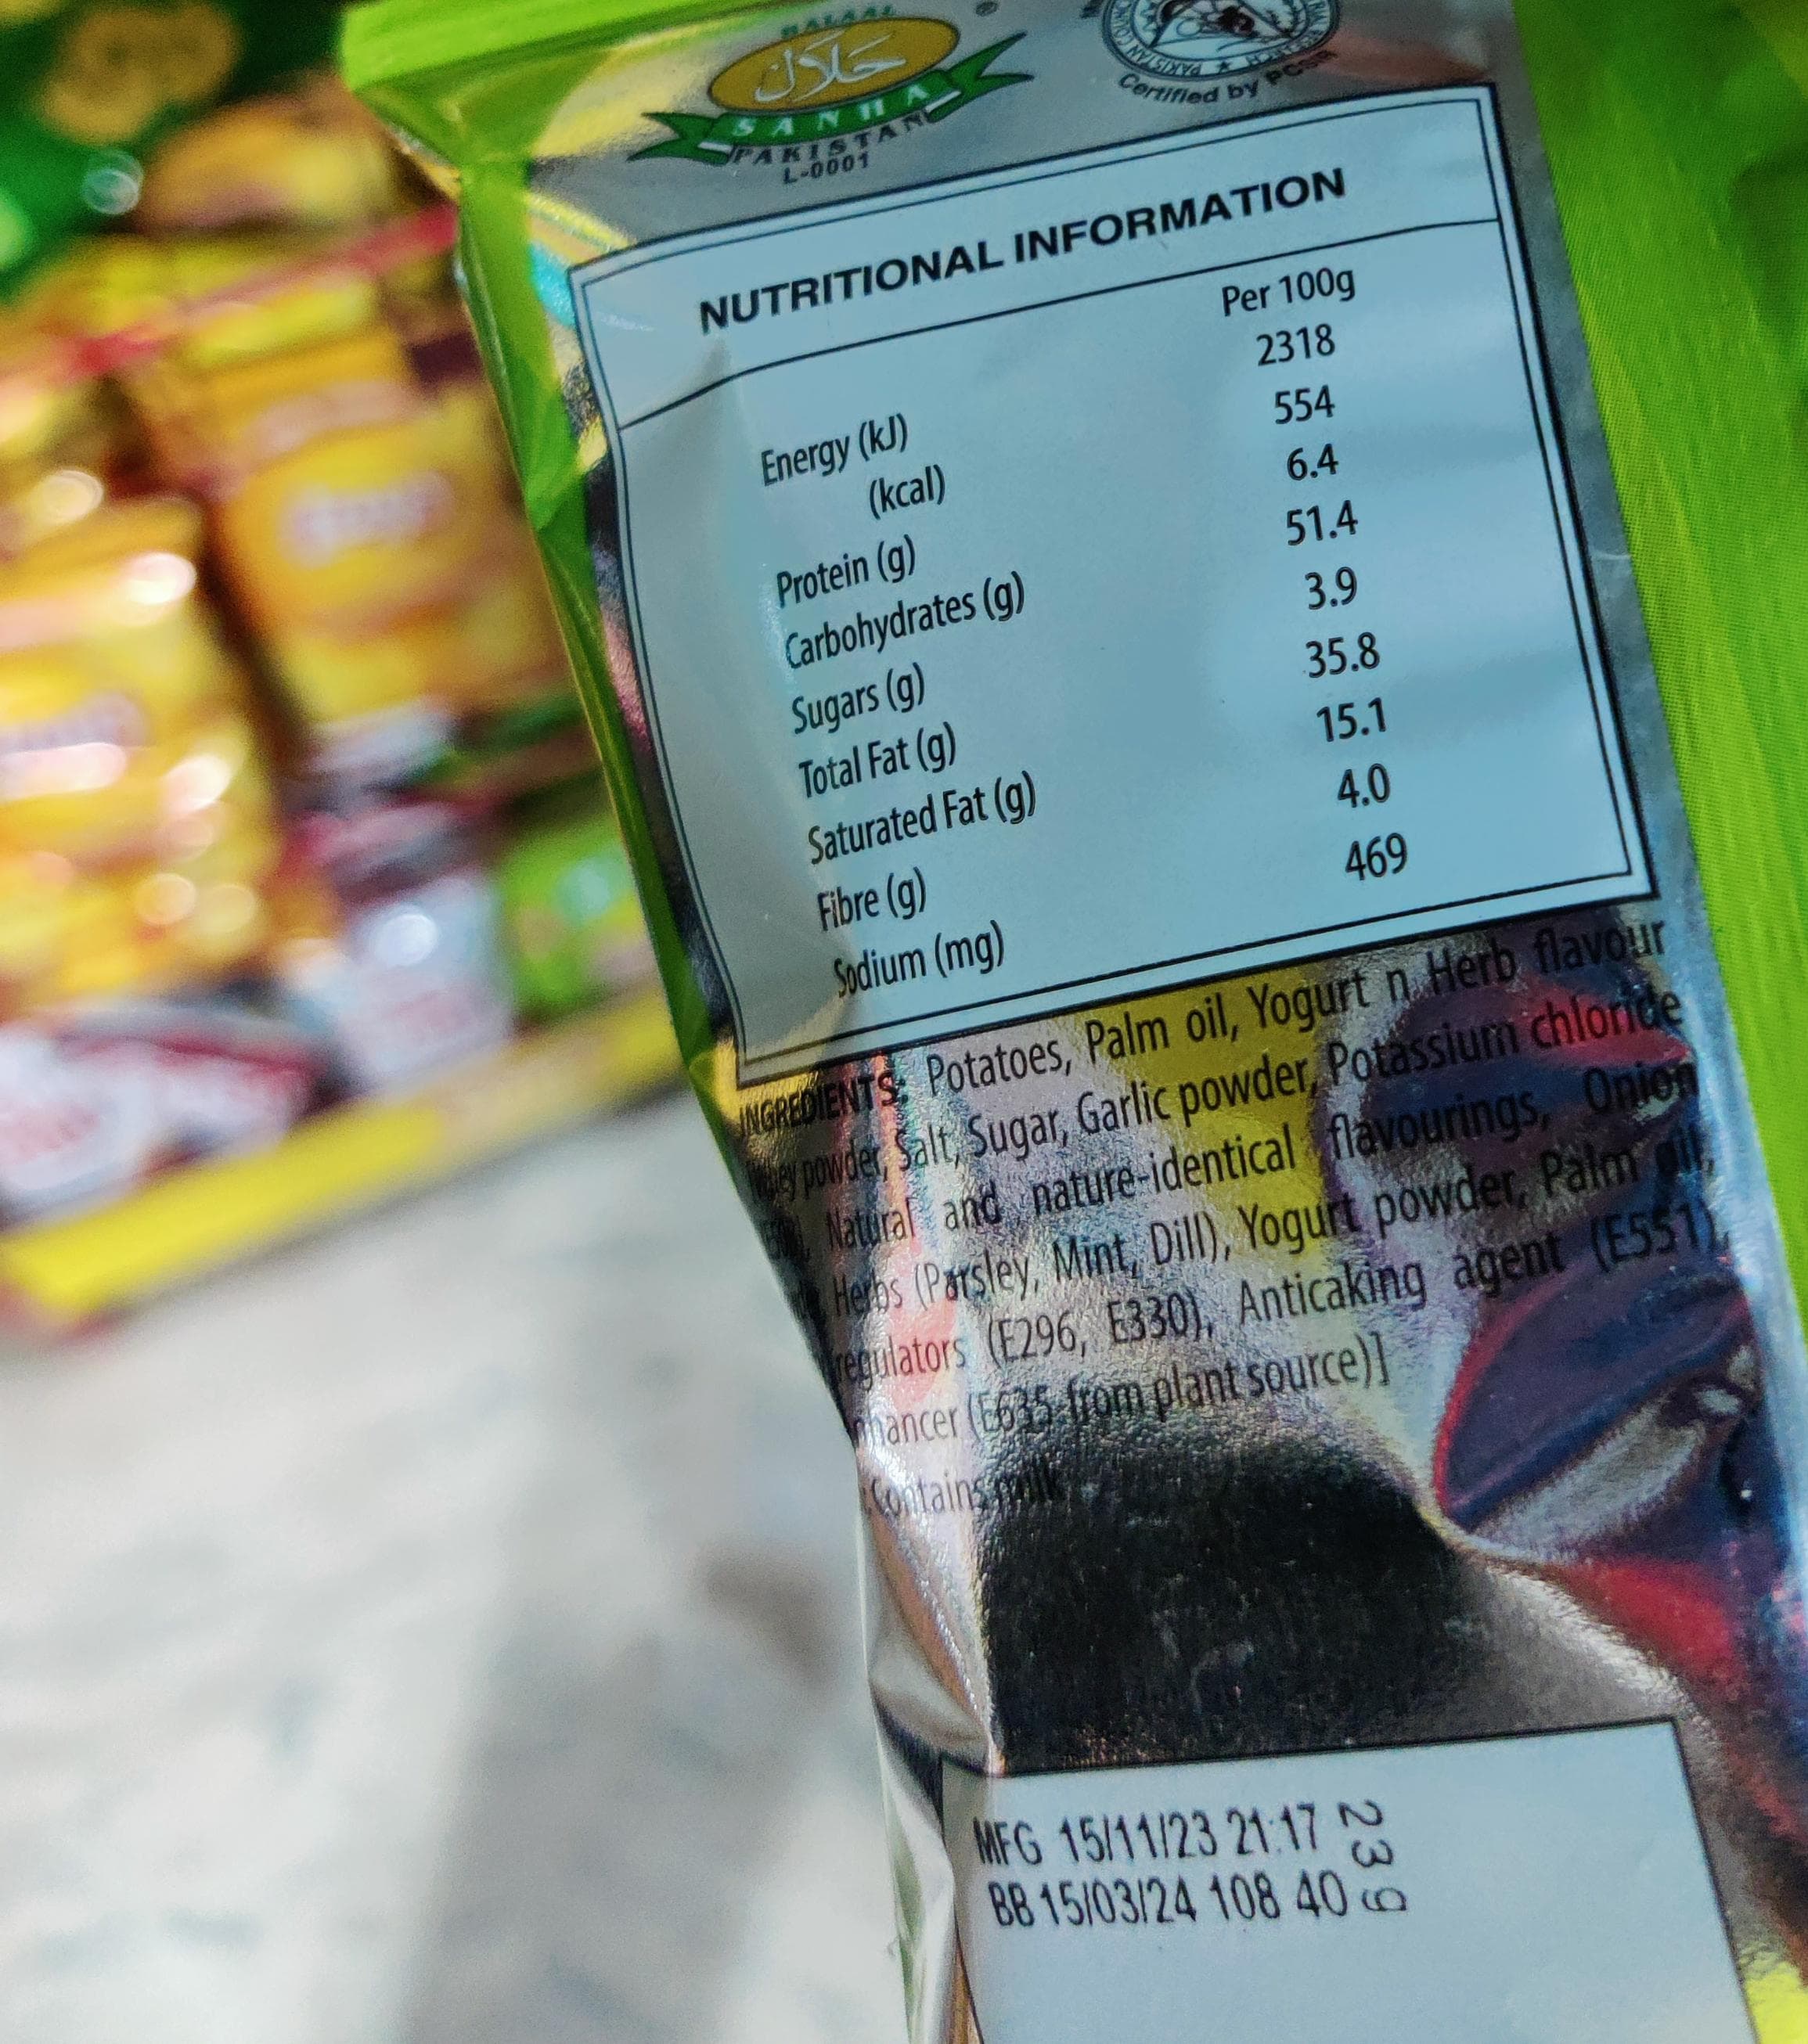 HALAAL
حلال
®
SANHA
PAKISTAN
L-0001
PAKISTAN
Certified by PCSIR
NUTRITIONAL INFORMATION
Per 100g
Energy (kJ) 2318
(kcal) 554
Protein (g) 6.4
Carbohydrates (g) 51.4
Sugars (g) 3.9
Total Fat (g) 35.8
Saturated Fat (g) 15.1
Fibre (g) 4.0
Sodium (mg) 469
INGREDIENTS: Potatoes, Palm oil, Yogurt n Herb flavour
powder, Salt, Sugar, Garlic powder, Potassium chloride
Natural and nature-identical flavourings, Onion
Herbs (Parsley, Mint, Dill), Yogurt powder, Palm oil,
regulators (E296, E330), Anticaking agent (E551),
(E635-from plant source)]
Contains milk
MFG 15/11/23 21:17
BB 15/03/24 108 40
239